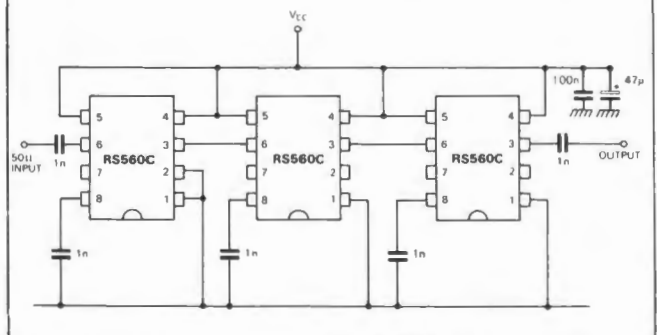 VCC
100n
47μ
+
5 4
6 3
RS560C
7 2
8 1
5 4
6 3
RS560C
7 2
8 1
5 4
6 3
RS560C
7 2
8 1
50Ω
INPUT
1n
1n
1n
1n
1n
OUTPUT